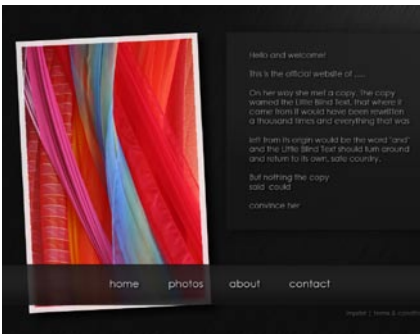 Hello and welcome!
This is the official website of .....
On her way she met a copy. The copy
warned the Little Blind Text, that where it
came from it would have been rewritten
a thousand times and everything that was
left from its origin would be the word "and"
and the Little Blind Text should turn around
and return to its own, safe country.
But nothing the copy
said could
convince her
home photos about contact
imprint | terms &